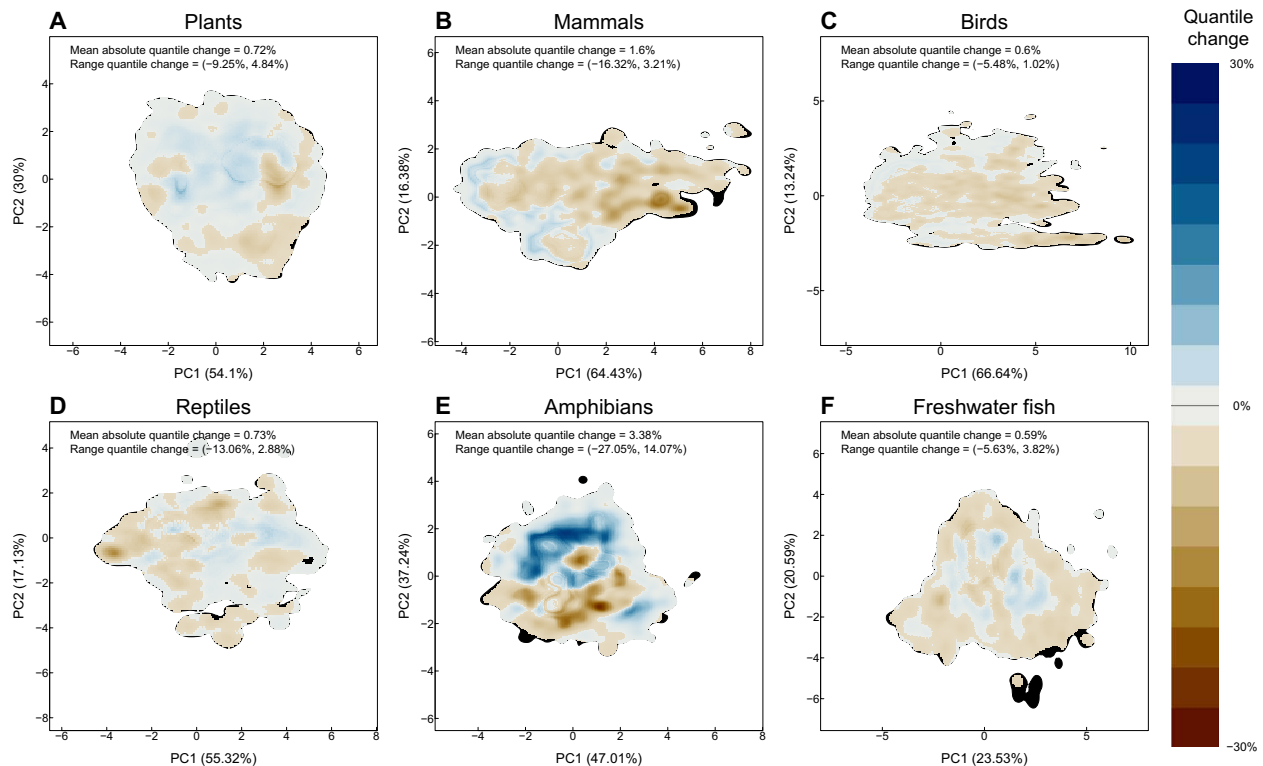 A Plants
Mean absolute quantile change = 0.72%
Range quantile change = (−9.25%, 4.84%)
4
2
0
−2
−4
−6
PC2 (30%)
−6 −4 −2 0 2 4 6
PC1 (54.1%)
B Mammals
Mean absolute quantile change = 1.6%
Range quantile change = (−16.32%, 3.21%)
6
4
2
0
−2
−4
−6
PC2 (16.38%)
−4 −2 0 2 4 6 8
PC1 (64.43%)
C Birds
Mean absolute quantile change = 0.6%
Range quantile change = (−5.48%, 1.02%)
5
0
−5
PC2 (13.24%)
−5 0 5 10
PC1 (66.64%)
Quantile
change
30%
0%
−30%
D Reptiles
Mean absolute quantile change = 0.73%
Range quantile change = (−13.06%, 2.88%)
4
2
0
−2
−4
−6
−8
PC2 (17.13%)
−6 −4 −2 0 2 4 6 8
PC1 (55.32%)
E Amphibians
Mean absolute quantile change = 3.38%
Range quantile change = (−27.05%, 14.07%)
6
4
2
0
−2
−4
−6
PC2 (37.24%)
−4 −2 0 2 4 6 8
PC1 (47.01%)
F Freshwater fish
Mean absolute quantile change = 0.59%
Range quantile change = (−5.63%, 3.82%)
6
4
2
0
−2
−4
−6
PC2 (20.59%)
−5 0 5
PC1 (23.53%)